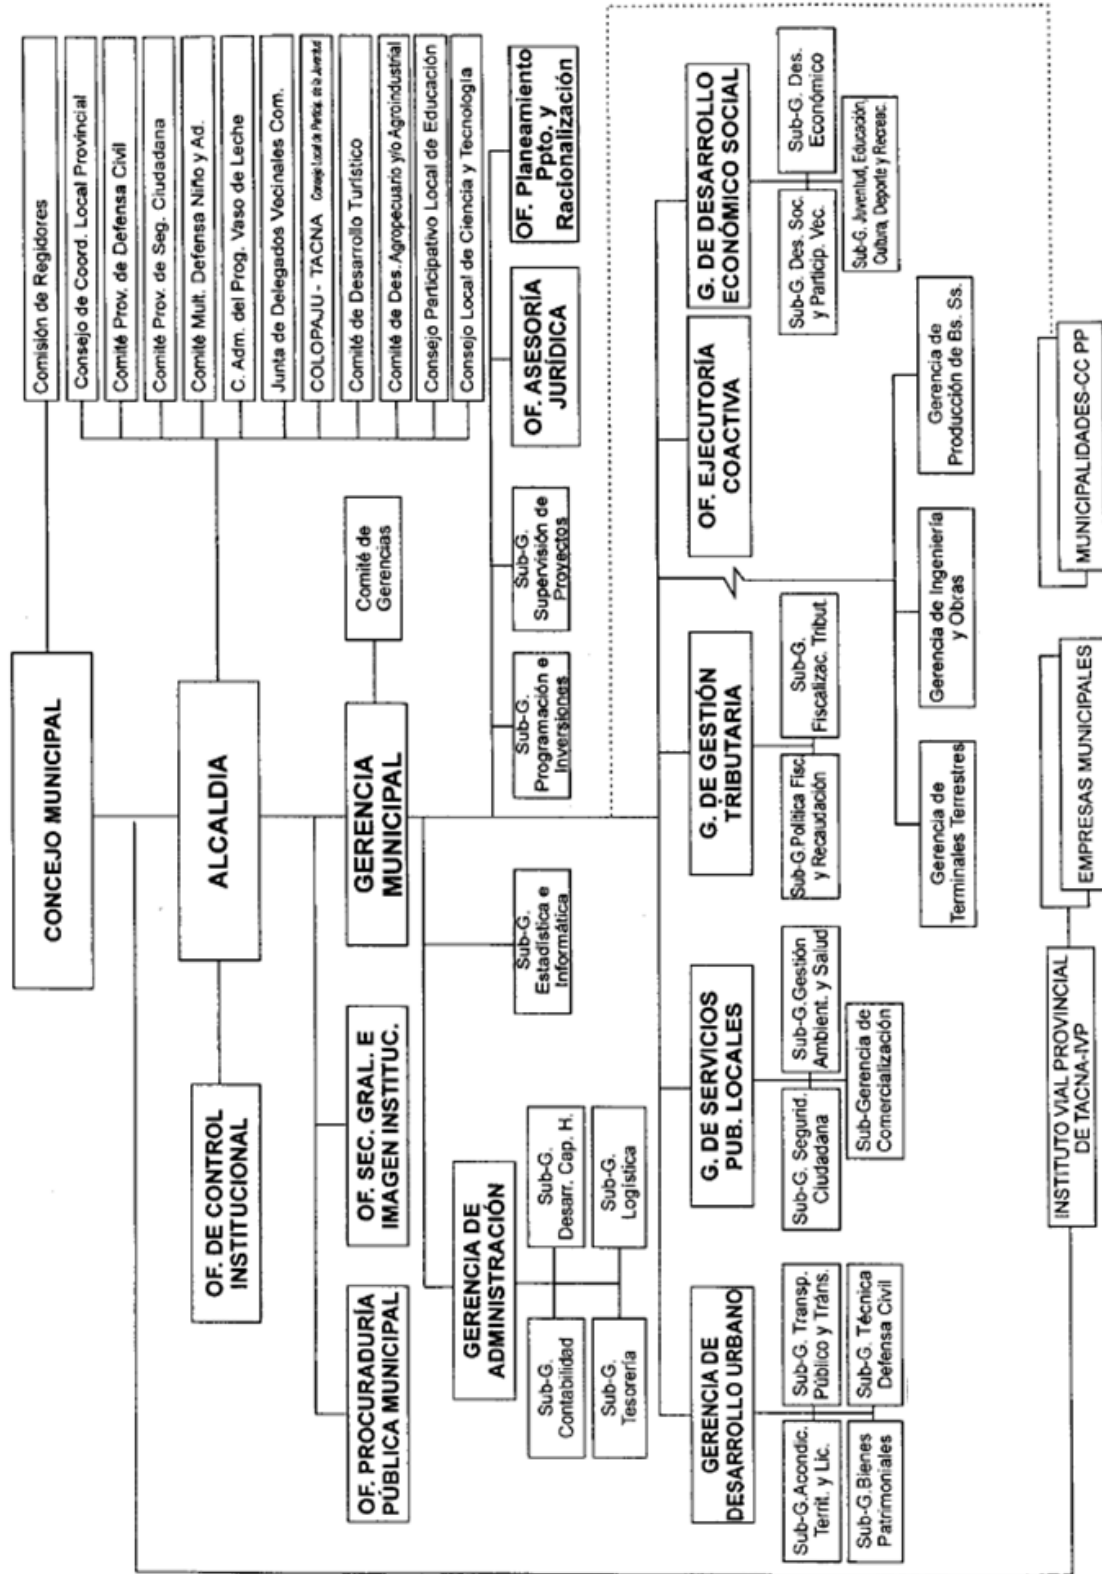 CONCEJO MUNICIPAL
Comisión de Regidores
Consejo de Coord. Local Provincial
Comité Prov. de Defensa Civil
Comité Prov. de Seg. Ciudadana
Comité Mult. Defensa Niño y Ad.
C. Adm. del Prog. Vaso de Leche
Junta de Delegados Vecinales Com.
COLOPAJU - TACNA Consejo Local de Particip. de la Juventud
Comité de Desarrollo Turístico
Comité de Des. Agropecuario y/o Agroindustrial
Consejo Participativo Local de Educación
Consejo Local de Ciencia y Tecnología
OF. DE CONTROL
INSTITUCIONAL
ALCALDIA
OF. PROCURADURÍA
PÚBLICA MUNICIPAL
OF. SEC. GRAL. E
IMAGEN INSTITUC.
GERENCIA
MUNICIPAL
Comité de
Gerencias
GERENCIA DE
ADMINISTRACIÓN
Sub-G.
Contabilidad
Sub-G.
Desarr. Cap. H.
Sub-G.
Tesorería
Sub-G.
Logística
Sub-G.
Estadística e
Informática
Sub-G.
Programación e
Inversiones
Sub-G.
Supervisión de
Proyectos
OF. ASESORÍA
JURÍDICA
OF. Planeamiento
Ppto. y
Racionalización
GERENCIA DE
DESARROLLO URBANO
Sub-G.Acondic.
Territ. y Lic.
Sub-G. Transp.
Público y Tráns.
Sub-G.Bienes
Patrimoniales
Sub-G. Técnica
Defensa Civil
G. DE SERVICIOS
PUB. LOCALES
Sub-G. Segurid.
Ciudadana
Sub-G.Gestión
Ambient. y Salud
Sub-Gerencia de
Comercialización
G. DE GESTIÓN
TRIBUTARIA
Sub-G.Política Fisc.
y Recaudación
Sub-G.
Fiscalizac. Tribut.
OF. EJECUTORÍA
COACTIVA
G. DE DESARROLLO
ECONÓMICO SOCIAL
Sub-G. Des. Soc.
y Particip. Vec.
Sub-G. Des.
Económico
Sub-G. Juventud, Educación,
Cultura, Deporte y Recreac.
Gerencia de
Terminales Terrestres
Gerencia de Ingeniería
y Obras
Gerencia de
Producción de Bs. Ss.
INSTITUTO VIAL PROVINCIAL
DE TACNA-IVP
EMPRESAS MUNICIPALES
MUNICIPALIDADES-CC PP